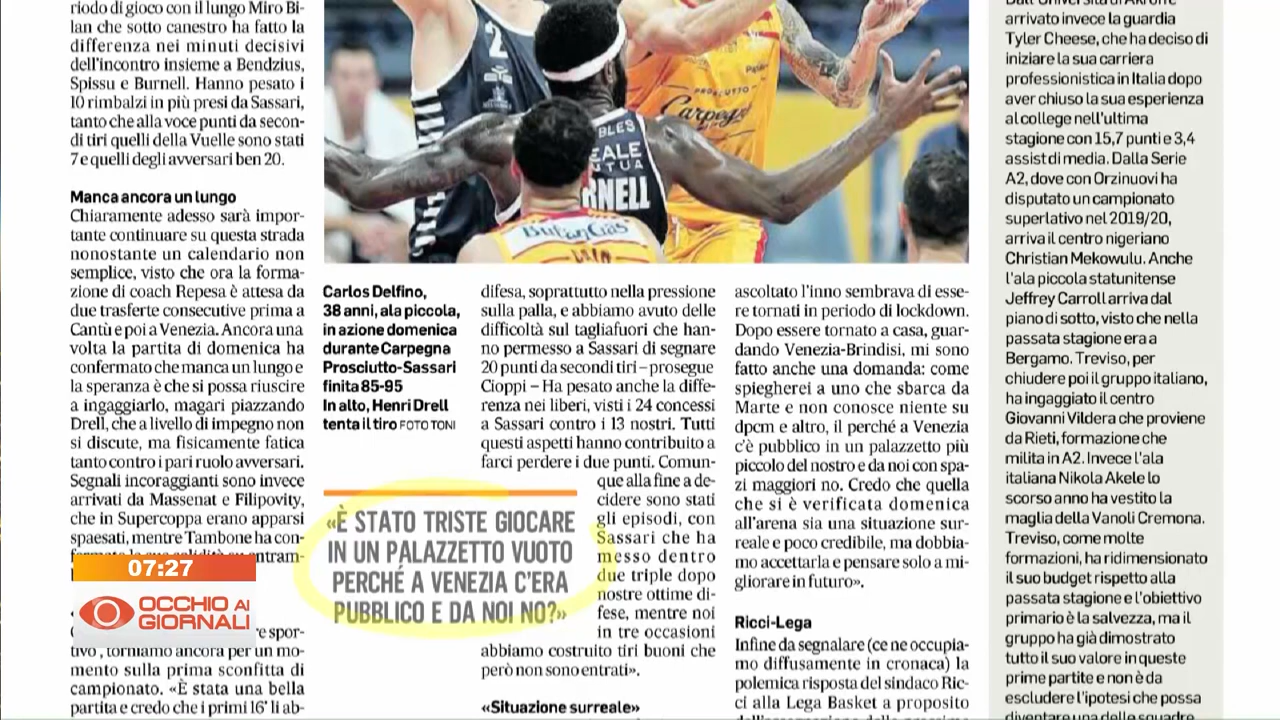 riodo di gioco con il lungo Miro Bi-
lan che sotto canestro ha fatto la
differenza nei minuti decisivi
dell'incontro insieme a Bendzius,
Spissu e Burnell. Hanno pesato i
10 rimbalzi in più presi da Sassari,
tanto che alla voce punti da secon-
di tiri quelli della Vuelle sono stati
7 e quelli degli avversari ben 20.
Manca ancora un lungo
Chiaramente adesso sarà impor-
tante continuare su questa strada
nonostante un calendario non
semplice, visto che ora la forma-
zione di coach Repesa è attesa da
due trasferte consecutive prima a
Cantù e poi a Venezia. Ancora una
volta la partita di domenica ha
confermato che manca un lungo e
la speranza è che si possa riuscire
a ingaggiarlo, magari piazzando
Drell, che a livello di impegno non
si discute, ma fisicamente fatica
tanto contro i pari ruolo avversari.
Segnali incoraggianti sono invece
arrivati da Massenat e Filipovity,
che in Supercoppa erano apparsi
spaesati, mentre Tambone ha con-
07:27
OCCHIO AI
GIORNALI
re spor-
tivo, torniamo ancora per un mo-
mento sulla prima sconfitta di
campionato. «È stata una bella
partita e credo che i primi 16' li ab-
2
PROSCIUTTO
Carpegna
BLES
EALE
UTUA
RNELL
ButanGas
Carlos Delfino,
38 anni, ala piccola,
in azione domenica
durante Carpegna
Prosciutto-Sassari
finita 85-95
In alto, Henri Drell
tenta il tiro FOTO TONI
«È STATO TRISTE GIOCARE
IN UN PALAZZETTO VUOTO
PERCHÉ A VENEZIA C'ERA
PUBBLICO E DA NOI NO?»
difesa, soprattutto nella pressione
sulla palla, e abbiamo avuto delle
difficoltà sul tagliafuori che han-
no permesso a Sassari di segnare
20 punti da secondi tiri – prosegue
Cioppi – Ha pesato anche la diffe-
renza nei liberi, visti i 24 concessi
a Sassari contro i 13 nostri. Tutti
questi aspetti hanno contribuito a
farci perdere i due punti. Comun-
que alla fine a de-
cidere sono stati
gli episodi, con
Sassari che ha
messo dentro
due triple dopo
nostre ottime di-
fese, mentre noi
in tre occasioni
abbiamo costruito tiri buoni che
però non sono entrati».
«Situazione surreale»
ascoltato l'inno sembrava di esse-
re tornati in periodo di lockdown.
Dopo essere tornato a casa, guar-
dando Venezia-Brindisi, mi sono
fatto anche una domanda: come
spiegherei a uno che sbarca da
Marte e non conosce niente su
dpcm e altro, il perché a Venezia
c'è pubblico in un palazzetto più
piccolo del nostro e da noi con spa-
zi maggiori no. Credo che quella
che si è verificata domenica
all'arena sia una situazione sur-
reale e poco credibile, ma dobbia-
mo accettarla e pensare solo a mi-
gliorare in futuro».
Ricci-Lega
Infine da segnalare (ce ne occupia-
mo diffusamente in cronaca) la
polemica risposta del sindaco Ric-
ci alla Lega Basket a proposito
arrivato invece la guardia
Tyler Cheese, che ha deciso di
iniziare la sua carriera
professionistica in Italia dopo
aver chiuso la sua esperienza
al college nell'ultima
stagione con 15,7 punti e 3,4
assist di media. Dalla Serie
A2, dove con Orzinuovi ha
disputato un campionato
superlativo nel 2019/20,
arriva il centro nigeriano
Christian Mekowulu. Anche
l'ala piccola statunitense
Jeffrey Carroll arriva dal
piano di sotto, visto che nella
passata stagione era a
Bergamo. Treviso, per
chiudere poi il gruppo italiano,
ha ingaggiato il centro
Giovanni Vildera che proviene
da Rieti, formazione che
milita in A2. Invece l'ala
italiana Nikola Akele lo
scorso anno ha vestito la
maglia della Vanoli Cremona.
Treviso, come molte
formazioni, ha ridimensionato
il suo budget rispetto alla
passata stagione e l'obiettivo
primario è la salvezza, ma il
gruppo ha già dimostrato
tutto il suo valore in queste
prime partite e non è da
escludere l'ipotesi che possa
diventare una delle squadre